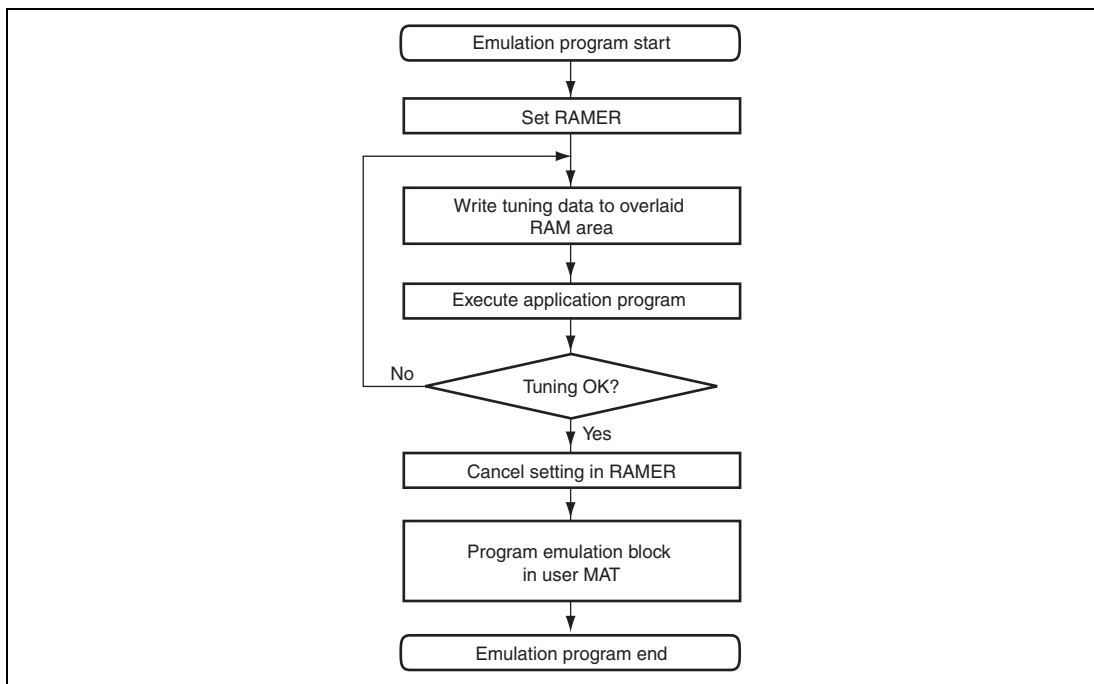 Emulation program start
Set RAMER
Write tuning data to overlaid
RAM area
Execute application program
Tuning OK?
No
Yes
Cancel setting in RAMER
Program emulation block
in user MAT
Emulation program end